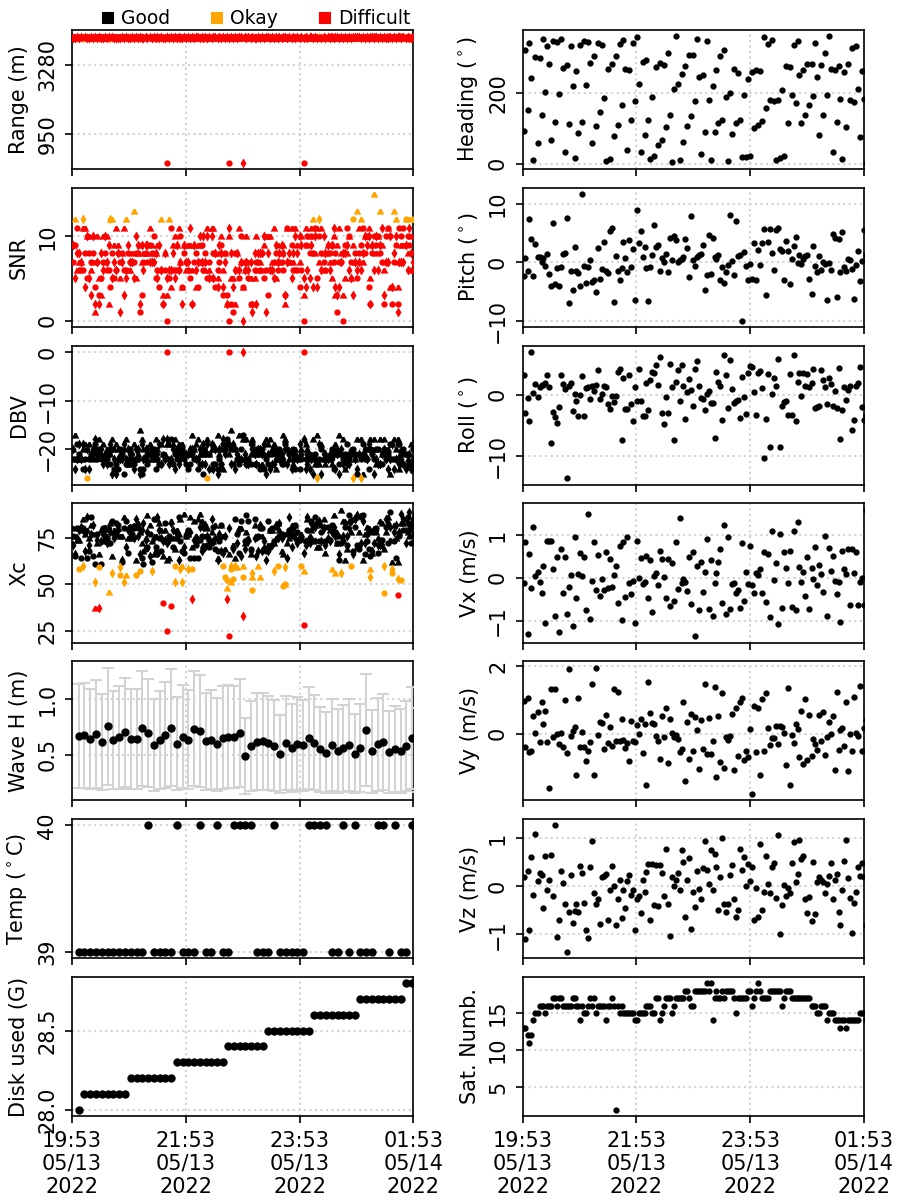 Good Okay Difficult
Range (m)
3280
950
SNR
10
0
DBV
0
−10
−20
Xc
75
50
25
Wave H (m)
1.0
0.5
Temp (°C)
40
39
Disk used (G)
28.5
28.0
19:53 21:53 23:53 01:53
05/13 05/13 05/13 05/14
2022 2022 2022 2022
Heading (°)
200
0
Pitch (°)
10
0
−10
Roll (°)
0
−10
Vx (m/s)
1
0
−1
Vy (m/s)
2
0
Vz (m/s)
1
0
−1
Sat. Numb.
15
10
5
19:53 21:53 23:53 01:53
05/13 05/13 05/13 05/14
2022 2022 2022 2022